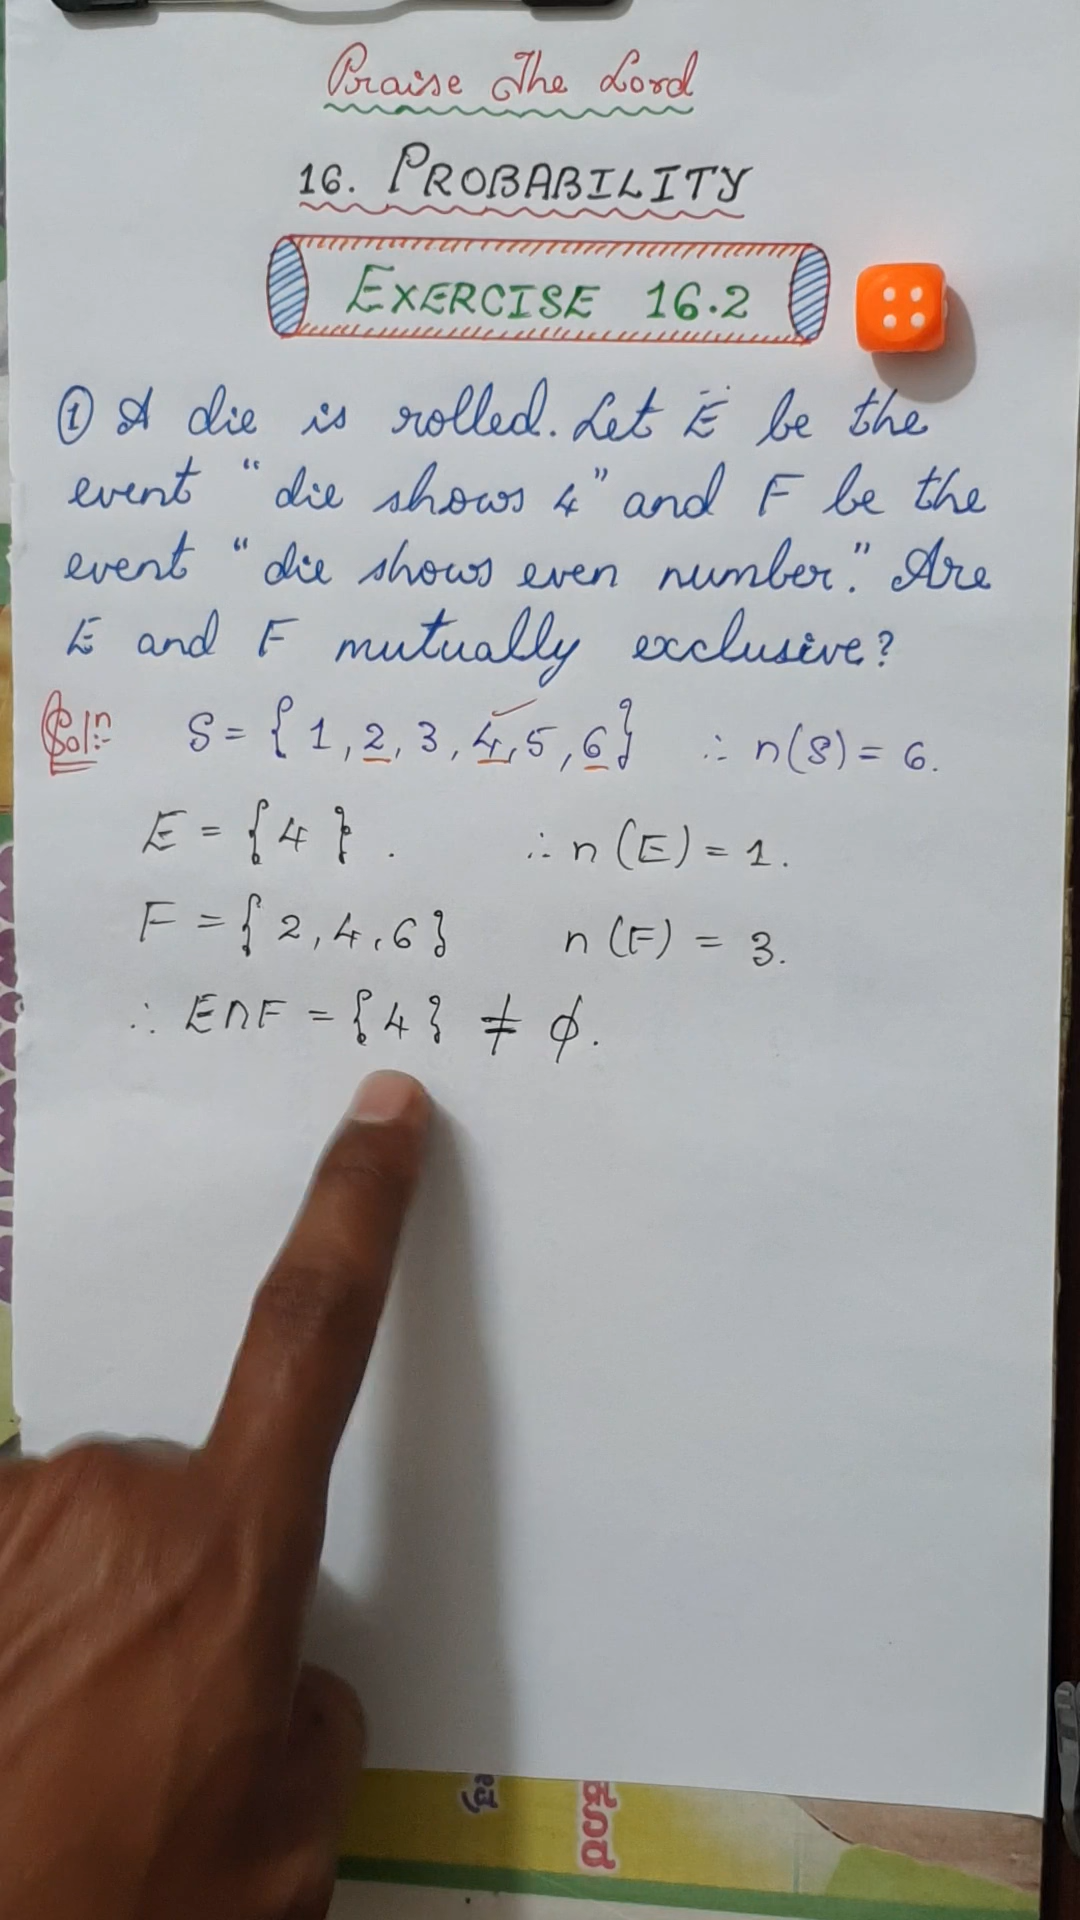 Praise The Lord
16. PROBABILITY
EXERCISE 16.2
① A die is rolled. Let E be the
event "die shows 4" and F be the
event "die shows even number." Are
E and F mutually exclusive?
Solⁿ:- S = {1, 2, 3, 4, 5, 6} ∴ n(S) = 6.
E = {4}. ∴ n(E) = 1.
F = {2, 4, 6} n(F) = 3.
∴ E∩F = {4} ≠ ϕ.